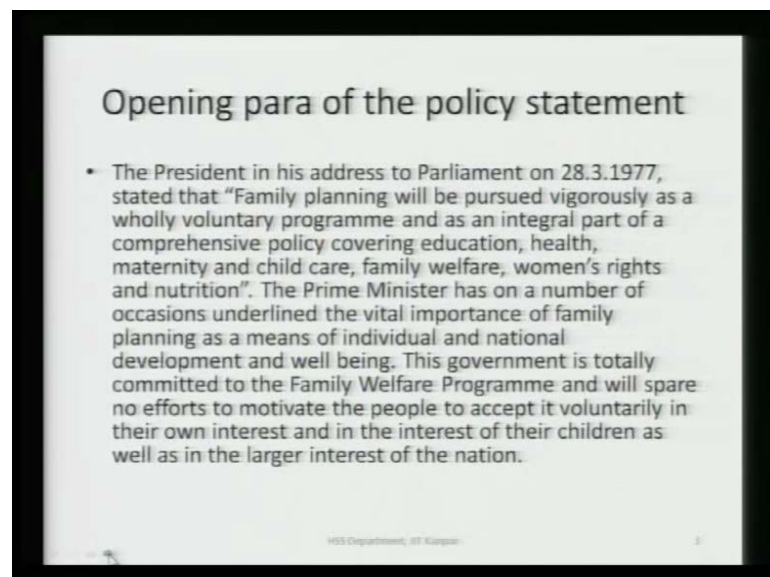 Opening para of the policy statement
• The President in his address to Parliament on 28.3.1977,
stated that “Family planning will be pursued vigorously as a
wholly voluntary programme and as an integral part of a
comprehensive policy covering education, health,
maternity and child care, family welfare, women’s rights
and nutrition”. The Prime Minister has on a number of
occasions underlined the vital importance of family
planning as a means of individual and national
development and well being. This government is totally
committed to the Family Welfare Programme and will spare
no efforts to motivate the people to accept it voluntarily in
their own interest and in the interest of their children as
well as in the larger interest of the nation.
HSS Department, IIT Kanpur